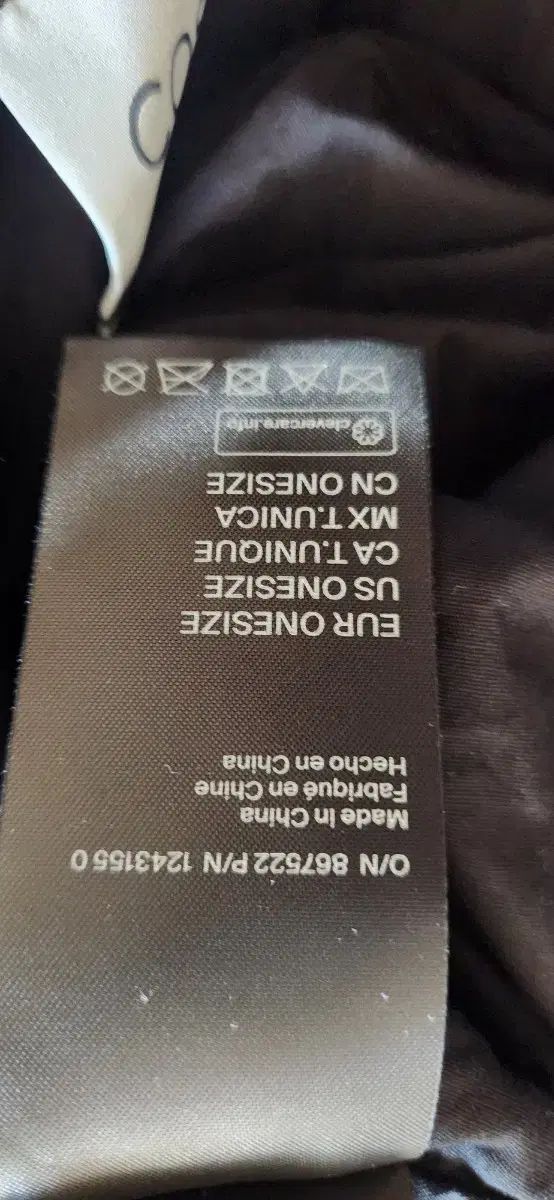 O/N 867522 P/N 1243155 0
Made in China
Fabriqué en Chine
Hecho en China
EUR ONESIZE
US ONESIZE
CA T.UNIQUE
MX T.UNICA
CN ONESIZE
clevercare.info